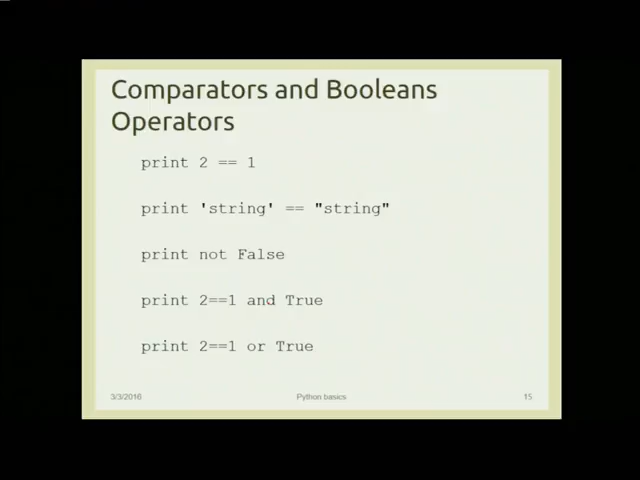 Comparators and Booleans
Operators
print 2 == 1
print 'string' == "string"
print not False
print 2==1 and True
print 2==1 or True
3/3/2016 Python basics 15